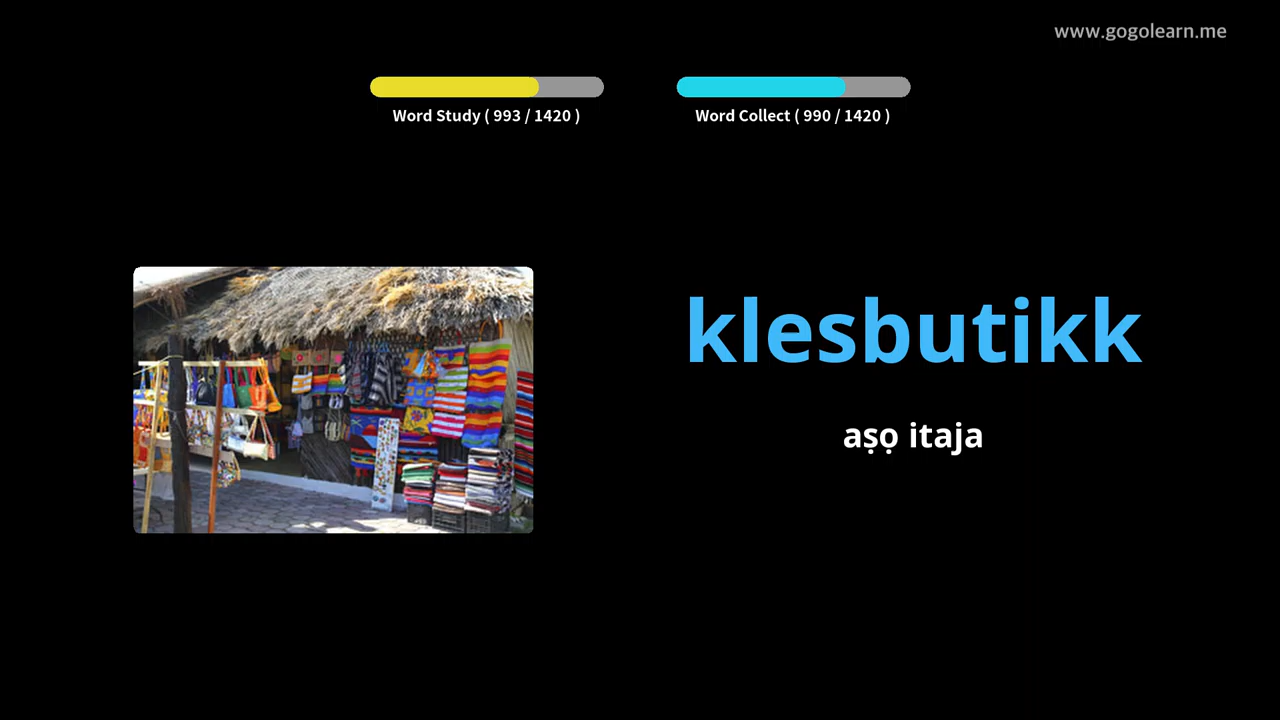 www.gogolearn.me
Word Study ( 993 / 1420 )
Word Collect ( 990 / 1420 )
klesbutikk
aṣọ itaja